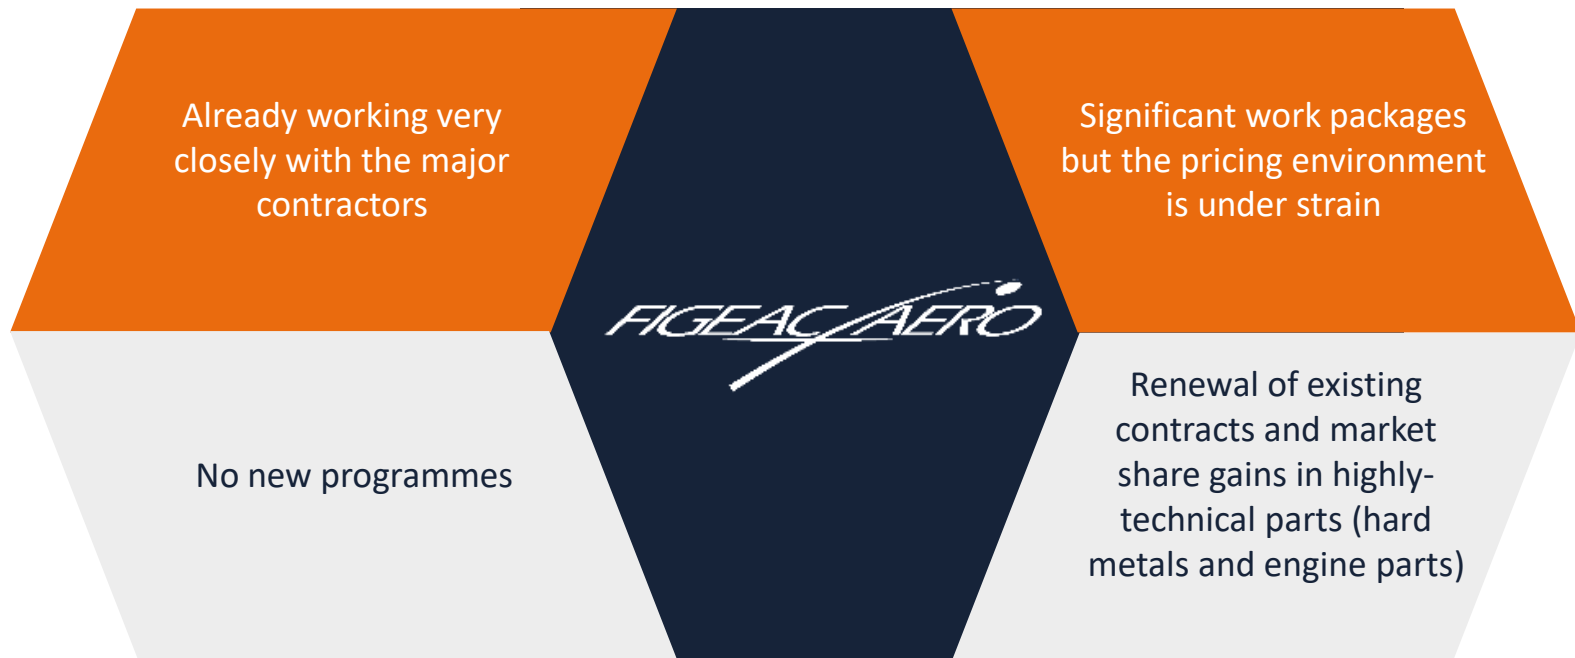 Already working very
closely with the major
contractors
Significant work packages
but the pricing environment
is under strain
FIGEAC AERO
No new programmes
Renewal of existing
contracts and market
share gains in highly-
technical parts (hard
metals and engine parts)